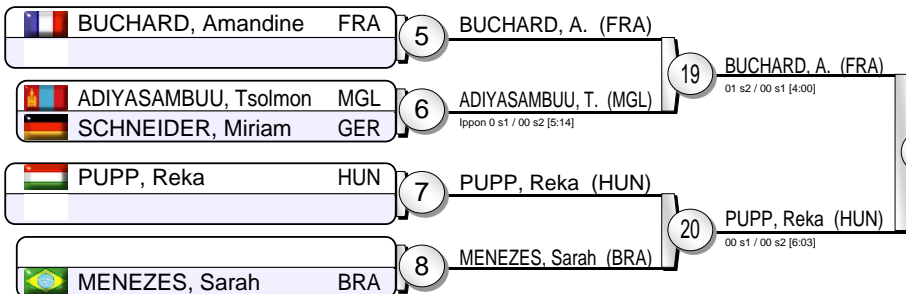 BUCHARD, Amandine FRA
5
BUCHARD, A. (FRA)
19
BUCHARD, A. (FRA)
01 s2 / 00 s1 [4:00]
ADIYASAMBUU, Tsolmon MGL
SCHNEIDER, Miriam GER
6
ADIYASAMBUU, T. (MGL)
Ippon 0 s1 / 00 s2 [5:14]
PUPP, Reka HUN
7
PUPP, Reka (HUN)
20
PUPP, Reka (HUN)
00 s1 / 00 s2 [6:03]
MENEZES, Sarah BRA
8
MENEZES, Sarah (BRA)